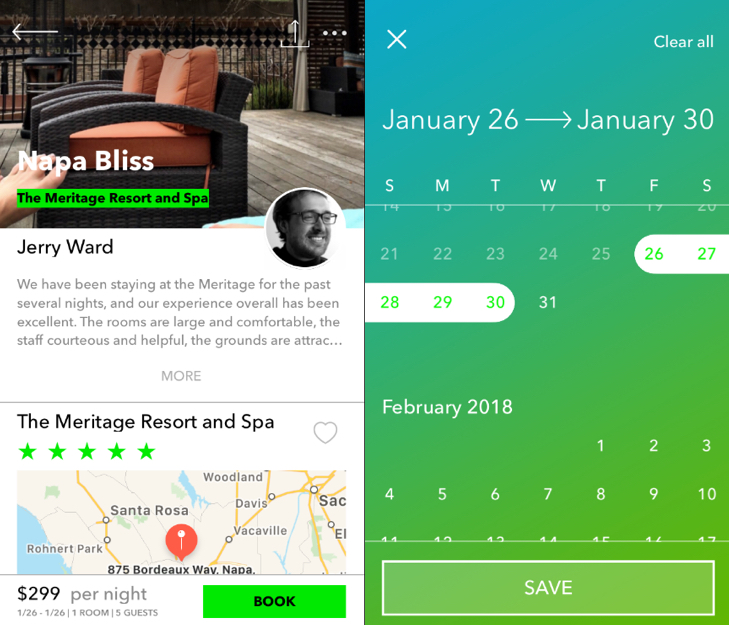 Napa Bliss
The Meritage Resort and Spa
Jerry Ward
We have been staying at the Meritage for the past
several nights, and our experience overall has been
excellent. The rooms are large and comfortable, the
staff courteous and helpful, the grounds are attrac...
MORE
The Meritage Resort and Spa
Woodland
Davis
Sac
Santa Rosa
Vacaville
El
Rohnert Park
875 Bordeaux Way, Napa,
$299 per night
1/26 - 1/26 | 1 ROOM | 5 GUESTS
BOOK
Clear all
January 26 → January 30
S M T W T F S
14 15 16 17 18 19 20
21 22 23 24 25 26 27
28 29 30 31
February 2018
1 2 3
4 5 6 7 8 9 10
11 12 13 14 15 16 17
SAVE